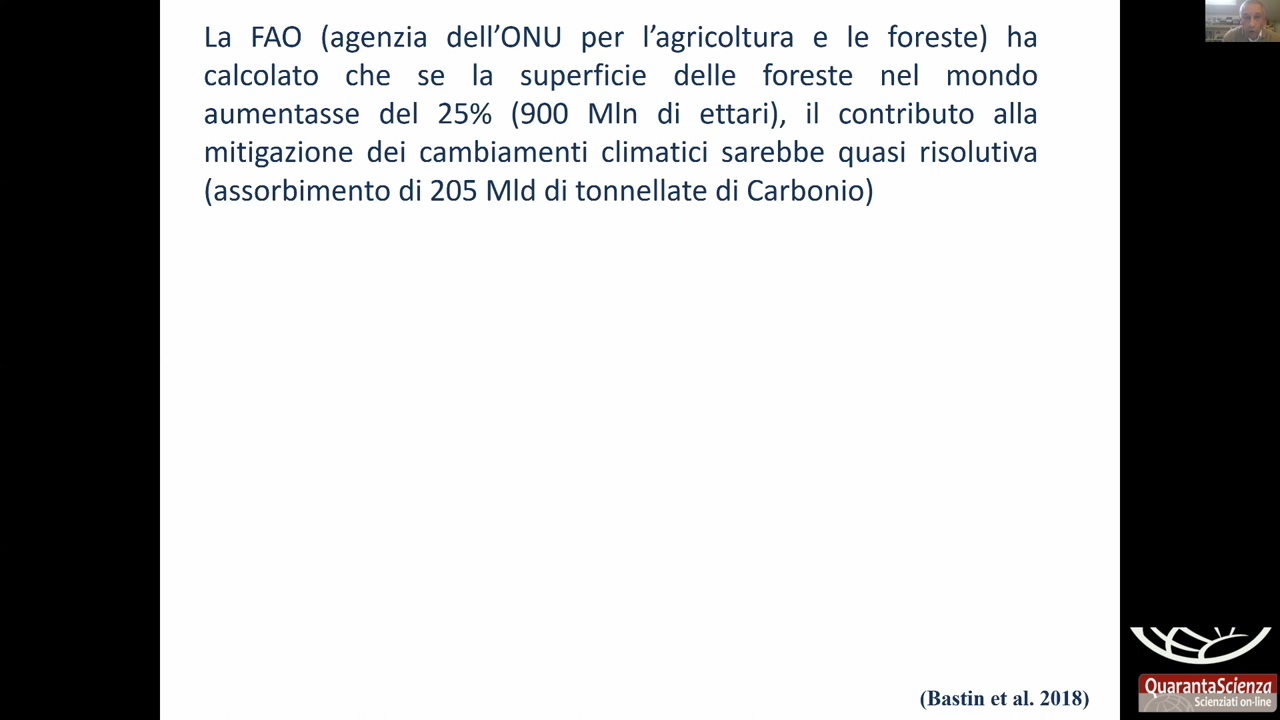 La FAO (agenzia dell’ONU per l’agricoltura e le foreste) ha
calcolato che se la superficie delle foreste nel mondo
aumentasse del 25% (900 Mln di ettari), il contributo alla
mitigazione dei cambiamenti climatici sarebbe quasi risolutiva
(assorbimento di 205 Mld di tonnellate di Carbonio)
(Bastin et al. 2018)
QuarantaScienza
Scienziati on-line